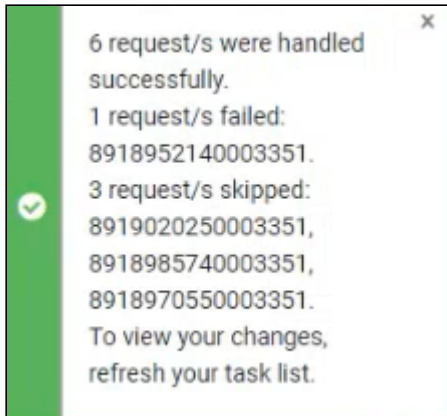 6 request/s were handled
successfully.
1 request/s failed:
8918952140003351.
3 request/s skipped:
8919020250003351,
8918985740003351,
8918970550003351.
To view your changes,
refresh your task list.